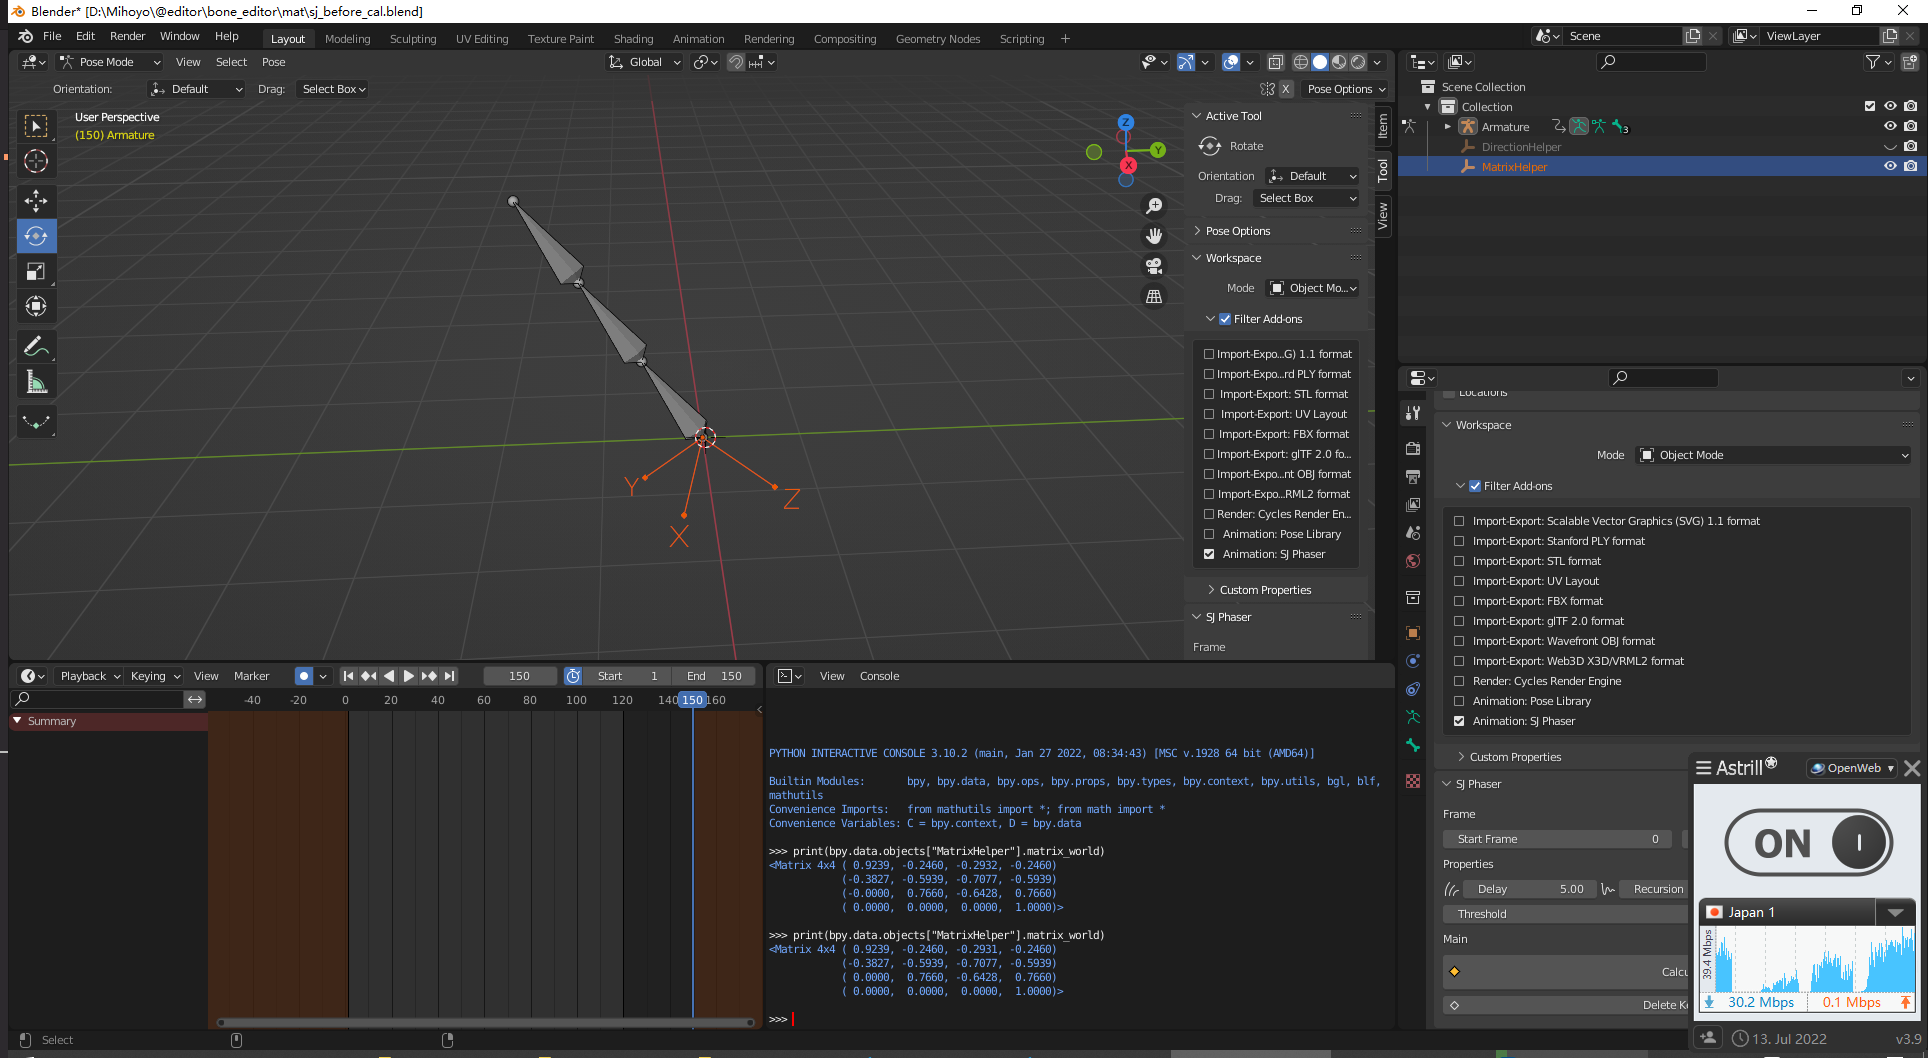 Blender* [D:\Mihoyo\@editor\bone_editor\mat\sj_before_cal.blend]
File Edit Render Window Help Layout Modeling Sculpting UV Editing Texture Paint Shading Animation Rendering Compositing Geometry Nodes Scripting + Scene ViewLayer
Pose Mode View Select Pose Global
Orientation: Default Drag: Select Box X Pose Options
User Perspective
(150) Armature
Z
Y
X
Y
X
Z
Active Tool
Rotate
Orientation Default
Drag: Select Box
Pose Options
Workspace
Mode Object Mo...
Filter Add-ons
Import-Expo...G) 1.1 format
Import-Expo...rd PLY format
Import-Export: STL format
Import-Export: UV Layout
Import-Export: FBX format
Import-Export: glTF 2.0 fo...
Import-Expo...nt OBJ format
Import-Expo...RML2 format
Render: Cycles Render En...
Animation: Pose Library
Animation: SJ Phaser
Custom Properties
SJ Phaser
Frame
Item
Tool
View
Scene Collection
Collection
Armature 3
DirectionHelper
MatrixHelper
Locations
Workspace
Mode Object Mode
Filter Add-ons
Import-Export: Scalable Vector Graphics (SVG) 1.1 format
Import-Export: Stanford PLY format
Import-Export: STL format
Import-Export: UV Layout
Import-Export: FBX format
Import-Export: glTF 2.0 format
Import-Export: Wavefront OBJ format
Import-Export: Web3D X3D/VRML2 format
Render: Cycles Render Engine
Animation: Pose Library
Animation: SJ Phaser
Custom Properties
SJ Phaser
Frame
Start Frame 0
Properties
Delay 5.00 Recursion
Threshold
Main
Calcu
Delete Ke
Playback Keying View Marker 150 Start 1 End 150
-40 -20 0 20 40 60 80 100 120 140 150 160
Summary
View Console
PYTHON INTERACTIVE CONSOLE 3.10.2 (main, Jan 27 2022, 08:34:43) [MSC v.1928 64 bit (AMD64)]
Builtin Modules: bpy, bpy.data, bpy.ops, bpy.props, bpy.types, bpy.context, bpy.utils, bgl, blf,
mathutils
Convenience Imports: from mathutils import *; from math import *
Convenience Variables: C = bpy.context, D = bpy.data
>>> print(bpy.data.objects["MatrixHelper"].matrix_world)
<Matrix 4x4 ( 0.9239, -0.2460, -0.2932, -0.2460)
(-0.3827, -0.5939, -0.7077, -0.5939)
(-0.0000, 0.7660, -0.6428, 0.7660)
( 0.0000, 0.0000, 0.0000, 1.0000)>
>>> print(bpy.data.objects["MatrixHelper"].matrix_world)
<Matrix 4x4 ( 0.9239, -0.2460, -0.2931, -0.2460)
(-0.3827, -0.5939, -0.7077, -0.5939)
( 0.0000, 0.7660, -0.6428, 0.7660)
( 0.0000, 0.0000, 0.0000, 1.0000)>
>>>
Select
Astrill OpenWeb
ON
Japan 1
39.4 Mbps
30.2 Mbps 0.1 Mbps
13. Jul 2022 v3.9